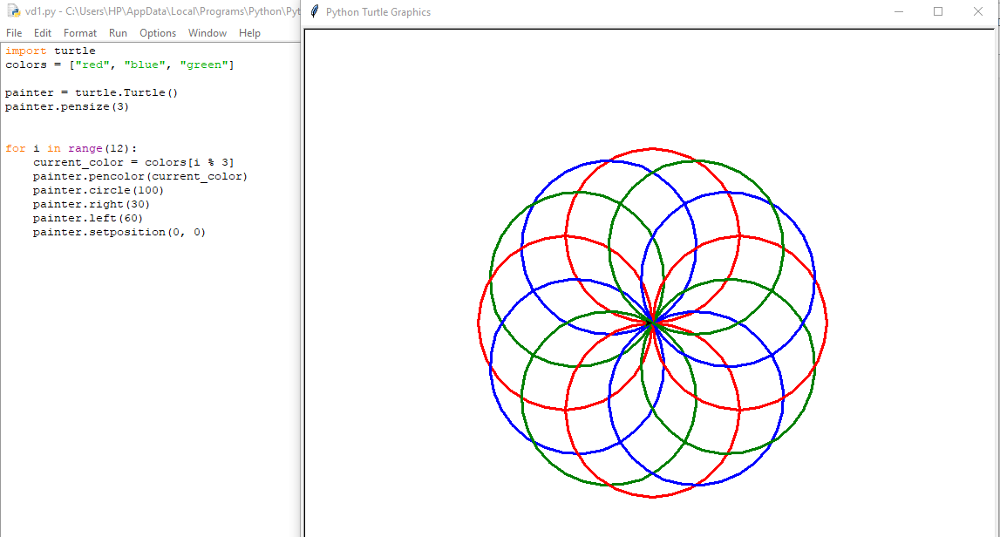 vd1.py - C:\Users\HP\AppData\Local\Programs\Python\Pyt
File Edit Format Run Options Window Help
import turtle
colors = ["red", "blue", "green"]
painter = turtle.Turtle()
painter.pensize(3)
for i in range(12):
    current_color = colors[i % 3]
    painter.pencolor(current_color)
    painter.circle(100)
    painter.right(30)
    painter.left(60)
    painter.setposition(0, 0)
Python Turtle Graphics